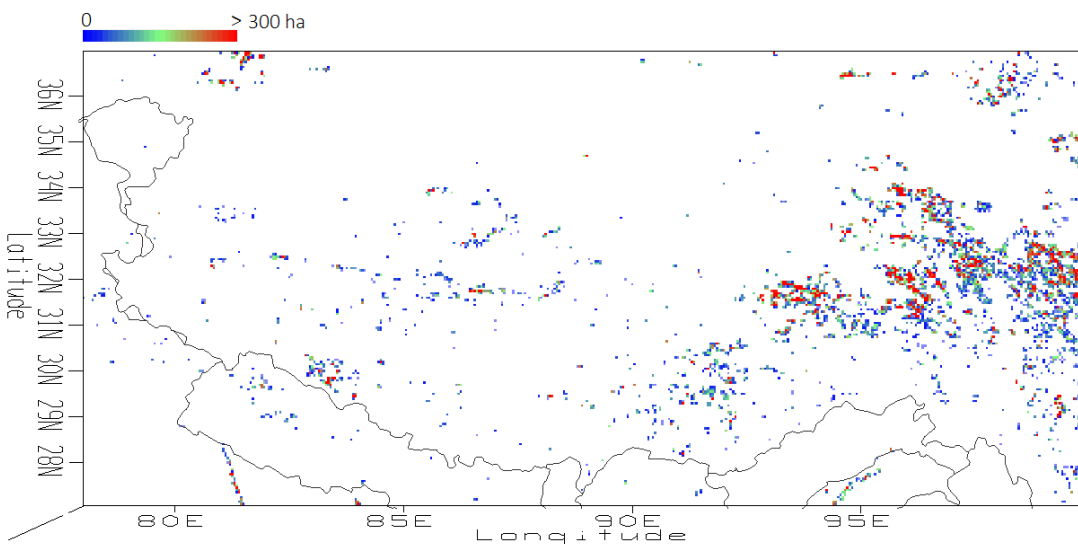 0 > 300 ha
36N
35N
34N
33N
32N
31N
30N
29N
28N
Latitude
80E 85E 90E 95E
Longitude